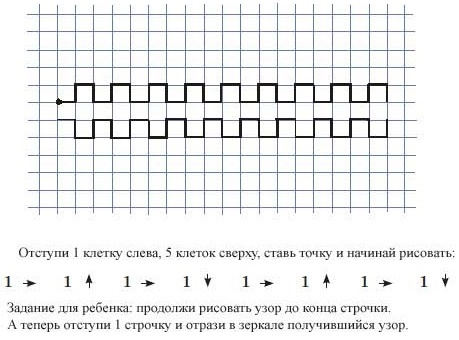 Отступи 1 клетку слева, 5 клеток сверху, ставь точку и начинай рисовать:
1 → 1 ↑ 1 → 1 ↓ 1 → 1 ↑ 1 → 1 ↓
Задание для ребенка: продолжи рисовать узор до конца строчки.
А теперь отступи 1 строчку и отрази в зеркале получившийся узор.